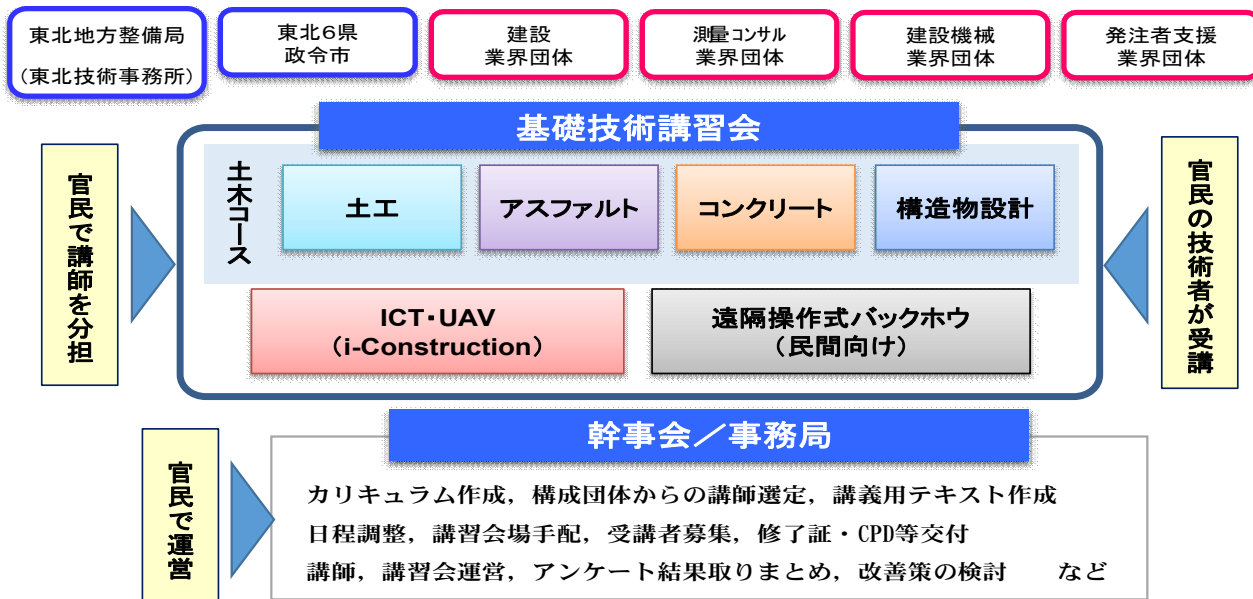 東北地方整備局
(東北技術事務所)
東北6県
政令市
建設
業界団体
測量コンサル
業界団体
建設機械
業界団体
発注者支援
業界団体
基礎技術講習会
官民で講師を分担
土木コース
土工
アスファルト
コンクリート
構造物設計
ICT・UAV
(i-Construction)
遠隔操作式バックホウ
(民間向け)
官民の技術者が受講
幹事会／事務局
官民で運営
カリキュラム作成，構成団体からの講師選定，講義用テキスト作成
日程調整，講習会場手配，受講者募集，修了証・CPD等交付
講師，講習会運営，アンケート結果取りまとめ，改善策の検討　　など